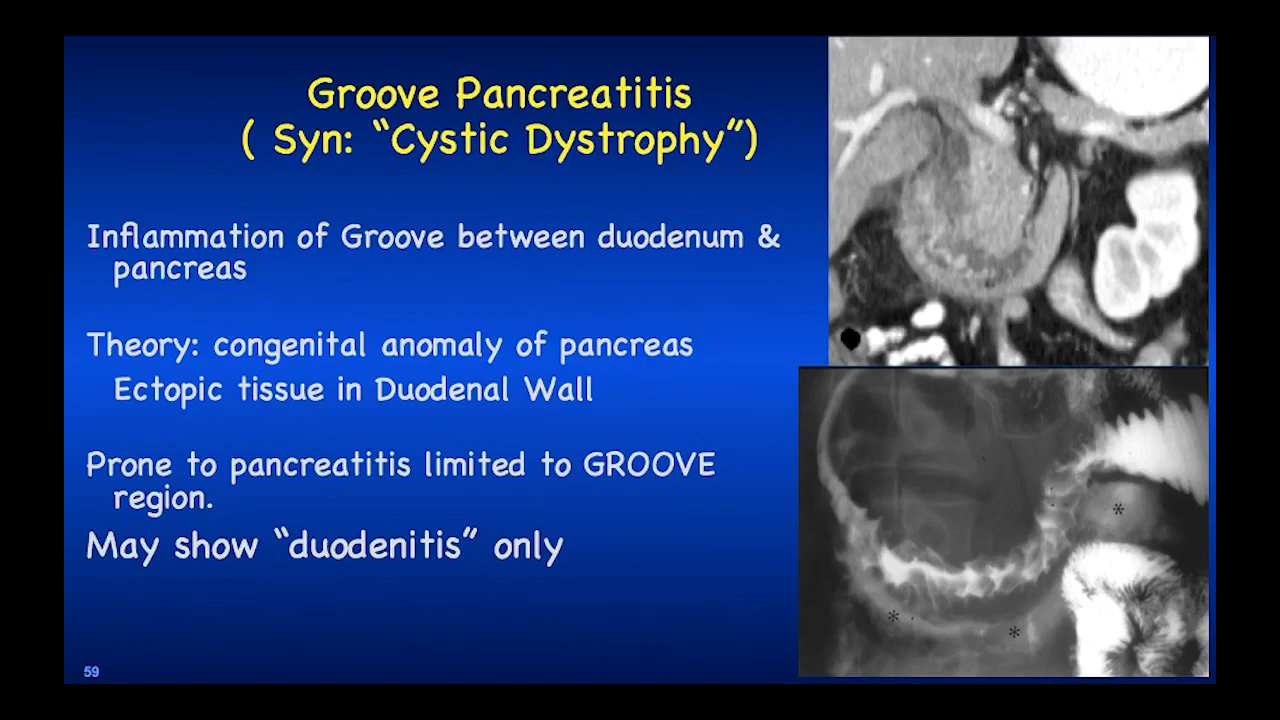 Groove Pancreatitis
( Syn: “Cystic Dystrophy”)
Inflammation of Groove between duodenum &
pancreas
Theory: congenital anomaly of pancreas
Ectopic tissue in Duodenal Wall
Prone to pancreatitis limited to GROOVE
region.
May show “duodenitis” only
*
*
*
59